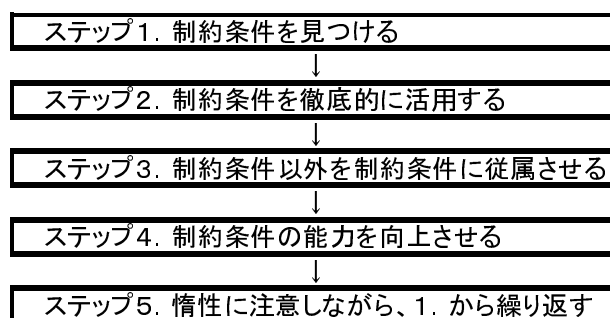 ステップ1. 制約条件を見つける
↓
ステップ2. 制約条件を徹底的に活用する
↓
ステップ3. 制約条件以外を制約条件に従属させる
↓
ステップ4. 制約条件の能力を向上させる
↓
ステップ5. 惰性に注意しながら、1. から繰り返す